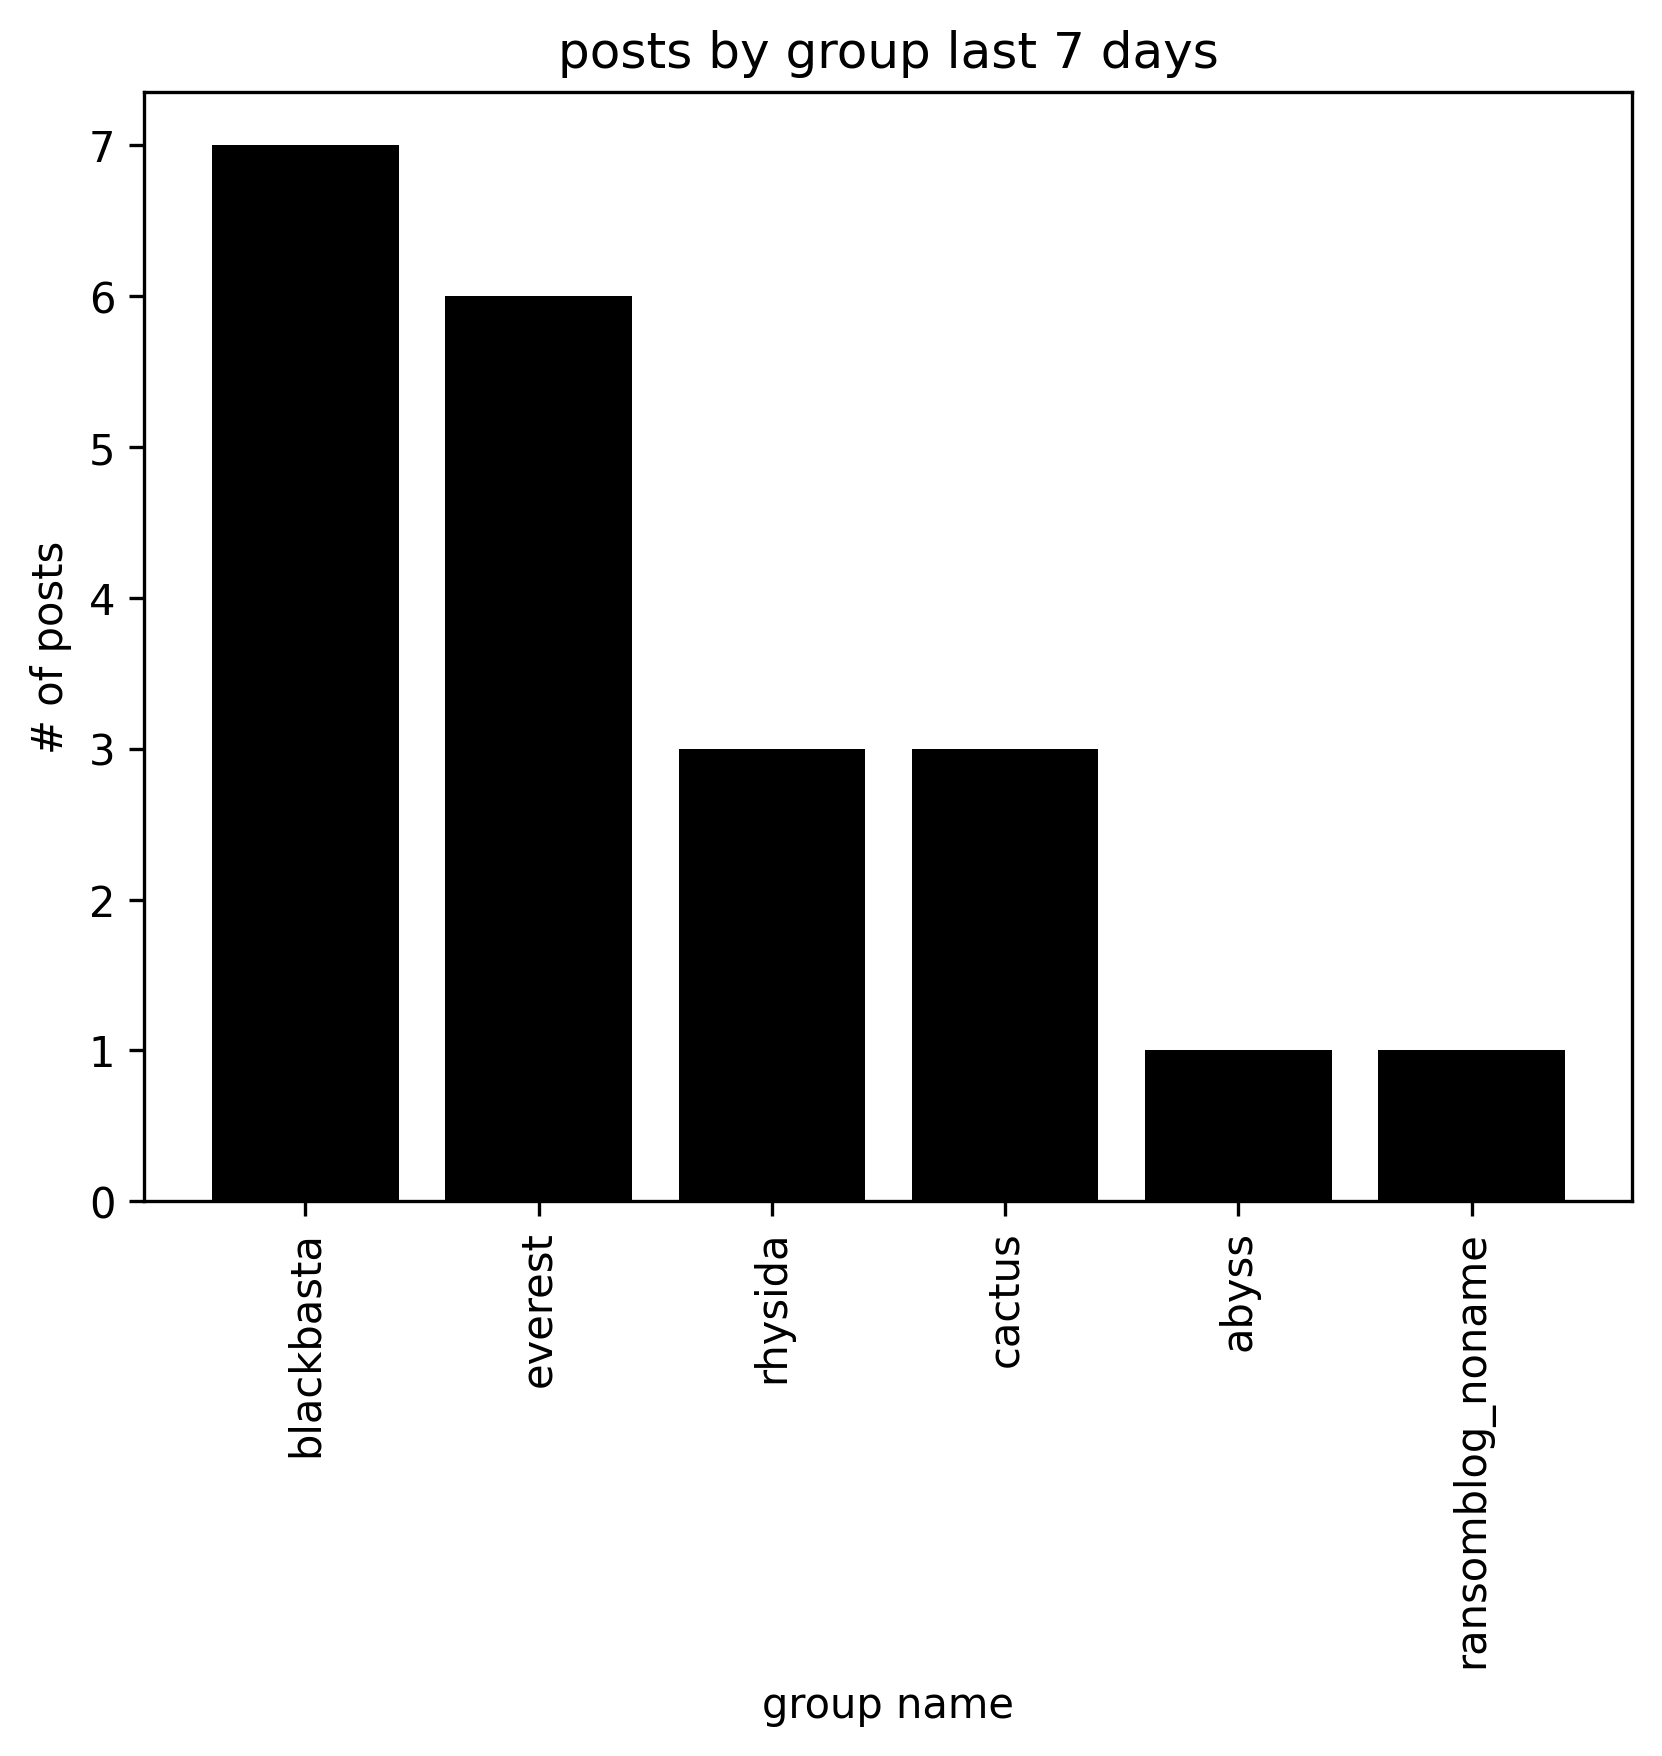 posts by group last 7 days
# of posts
7
6
5
4
3
2
1
0
blackbasta
everest
rhysida
cactus
abyss
ransomblog_noname
group name